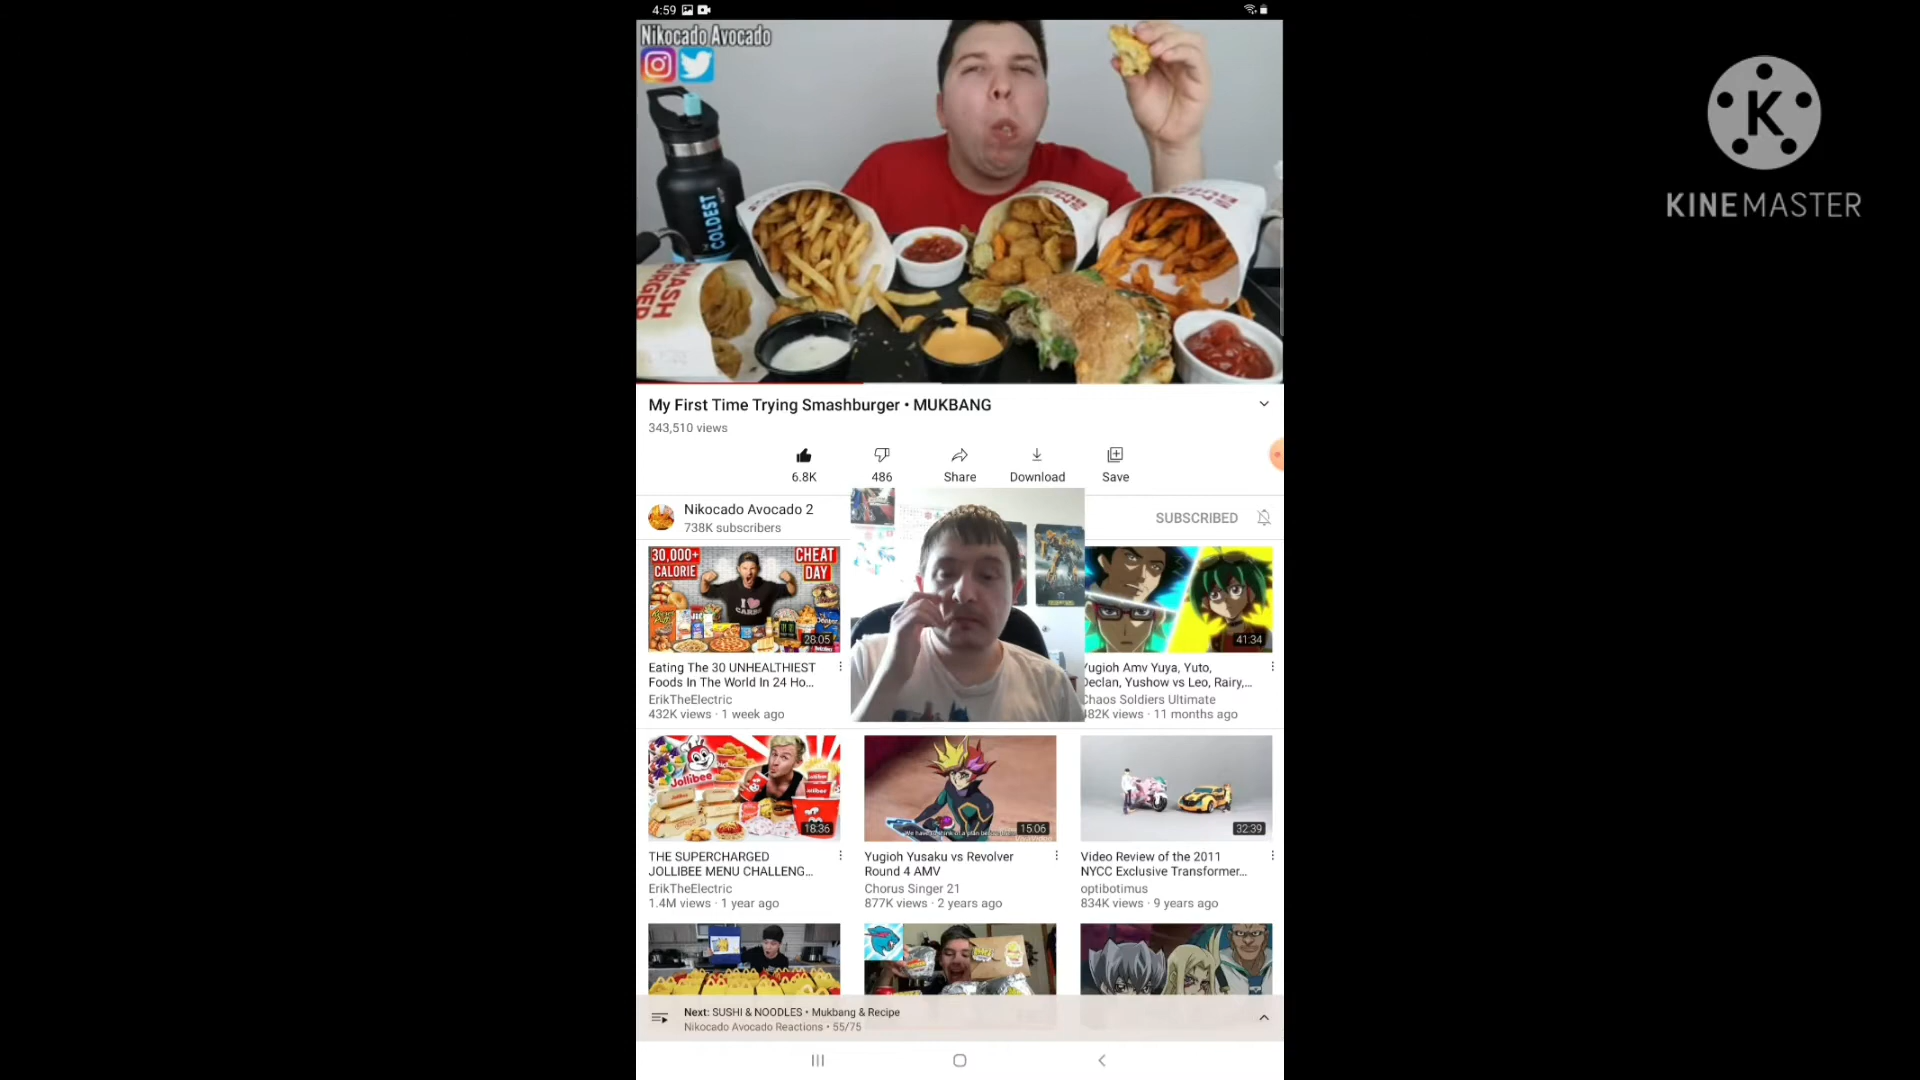 4:59
Nikocado Avocado
COLDEST
SMASH
BURGER
K
KINEMASTER
My First Time Trying Smashburger • MUKBANG
343,510 views
6.8K
486
Share
Download
Save
Nikocado Avocado 2
738K subscribers
SUBSCRIBED
30,000+
CALORIE
CHEAT
DAY
I
CARBS
28:05
41:34
Eating The 30 UNHEALTHIEST
Foods In The World In 24 Ho...
ErikTheElectric
432K views · 1 week ago
Yugioh Amv Yuya, Yuto,
Declan, Yushow vs Leo, Rairy,...
Chaos Soldiers Ultimate
482K views · 11 months ago
Jollibee
18:36
15:06
32:39
THE SUPERCHARGED
JOLLIBEE MENU CHALLENG...
ErikTheElectric
1.4M views · 1 year ago
Yugioh Yusaku vs Revolver
Round 4 AMV
Chorus Singer 21
877K views · 2 years ago
Video Review of the 2011
NYCC Exclusive Transformer...
optibotimus
834K views · 9 years ago
Next: SUSHI & NOODLES • Mukbang & Recipe
Nikocado Avocado Reactions • 55/75